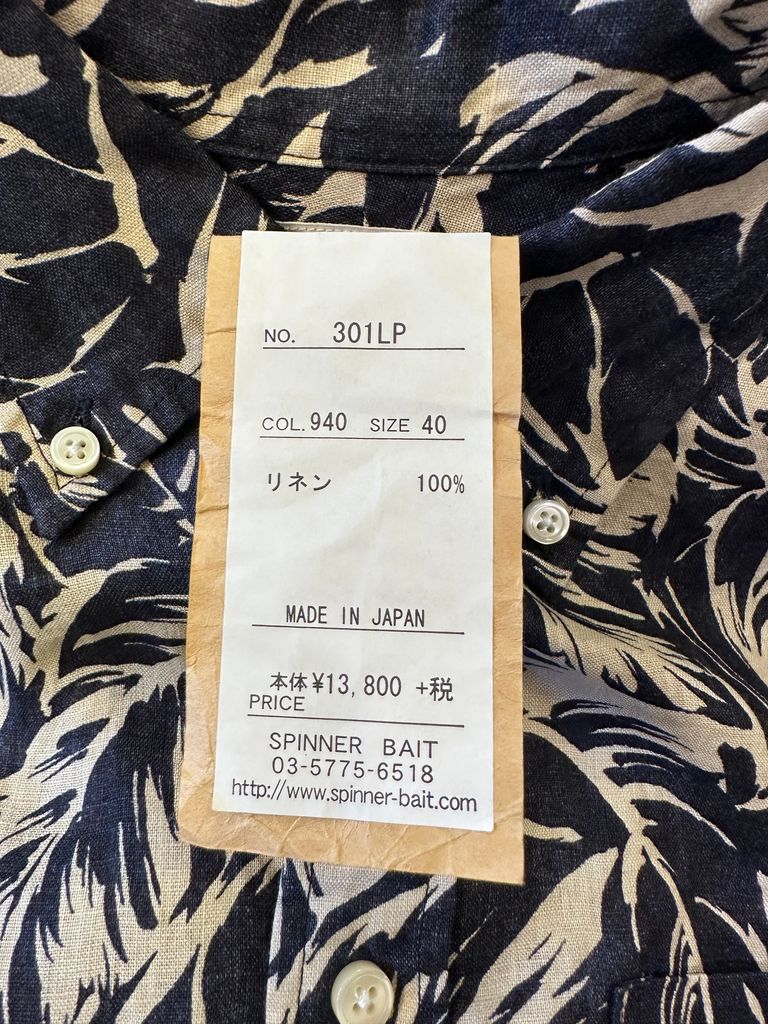 NO. 301LP
COL. 940 SIZE 40
リネン 100%
MADE IN JAPAN
本体¥13,800 +税
PRICE
SPINNER BAIT
03-5775-6518
http://www.spinner-bait.com